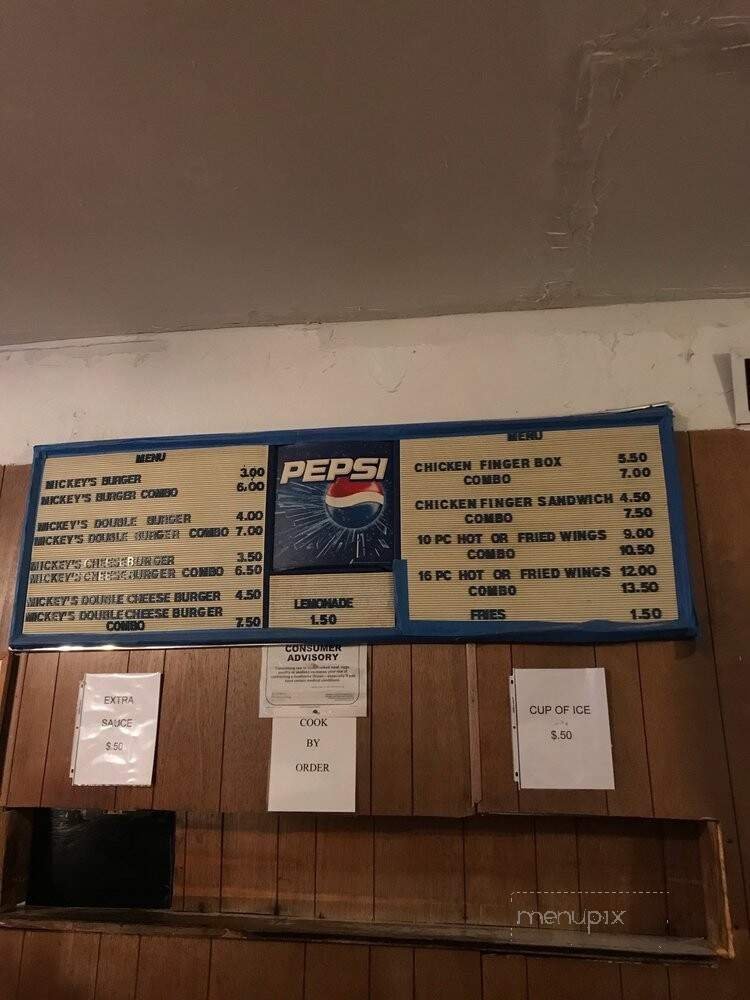 MENU
MICKEY'S BURGER 3.00
MICKEY'S BURGER COMBO 6.00
MICKEY'S DOUBLE BURGER 4.00
MICKEY'S DOUBLE BURGER COMBO 7.00
MICKEY'S CHEESEBURGER 3.50
MICKEY'S CHEESEBURGER COMBO 6.50
MICKEY'S DOUBLE CHEESE BURGER 4.50
MICKEY'S DOUBLE CHEESE BURGER
COMBO 7.50
PEPSI
LEMONADE
1.50
MENU
CHICKEN FINGER BOX 5.50
COMBO 7.00
CHICKEN FINGER SANDWICH 4.50
COMBO 7.50
10 PC HOT OR FRIED WINGS 9.00
COMBO 10.50
16 PC HOT OR FRIED WINGS 12.00
COMBO 13.50
FRIES 1.50
EXTRA
SAUCE
$.50
CONSUMER
ADVISORY
COOK
BY
ORDER
CUP OF ICE
$.50
menupix